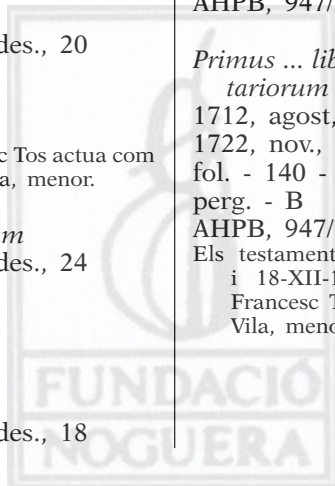 des., 20
c Tos actua com
a, menor.
m
des., 24
des., 18
AHPB, 947/
Primus ... lib
tariorum
1712, agost,
1722, nov.,
fol. - 140 -
perg. - B
AHPB, 947/
Els testament
i 18-XII-1
Francesc T
Vila, meno
FUNDACIÓ
NOGUERA